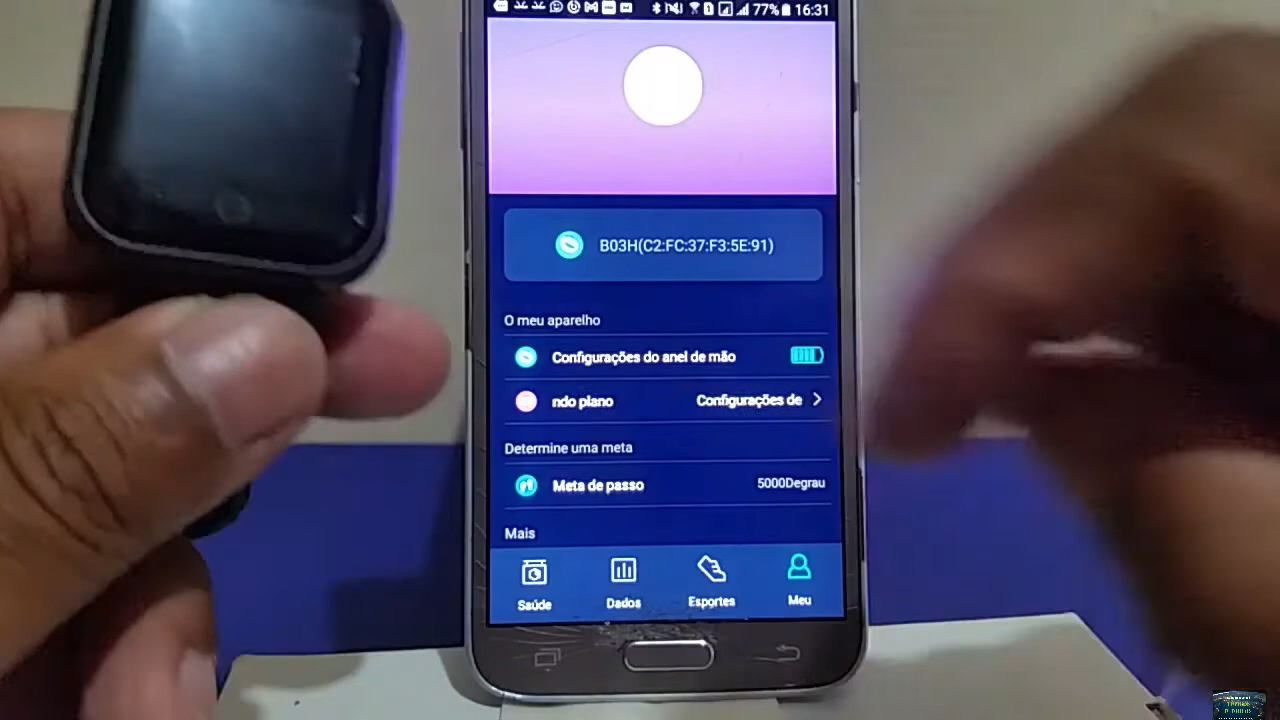 77% 16:31
B03H(C2:FC:37:F3:5E:91)
O meu aparelho
Configurações do anel de mão
ndo plano Configurações de
Determine uma meta
Meta de passo 5000Degrau
Mais
Saúde Dados Esportes Meu